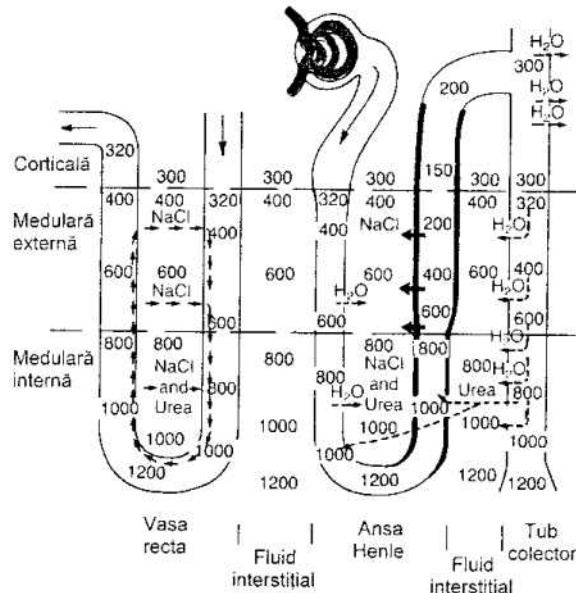 H₂O
300
H₂O
200
H₂O
320
Corticală
300 300 150 300 300
400 400 320 400 320 400 400 320
NaCl NaCl 200 H₂O
Medulară
externă
400 400
600 600 600 600 400 600 400
NaCl H₂O H₂O
600 600 600 600
800 800 800 800 800 H₂O
Medulară
internă
800 800 H₂O
NaCl
and
Urea
800 800 H₂O
NaCl
and
Urea
Urea 800
1000 1000 1000 1000
1000 1000 1000 1000 1000 1000
1200 1200 1200 1200 1200
Vasa
recta
Fluid
interstițial
Ansa
Henle
Fluid
interstițial
Tub
colector